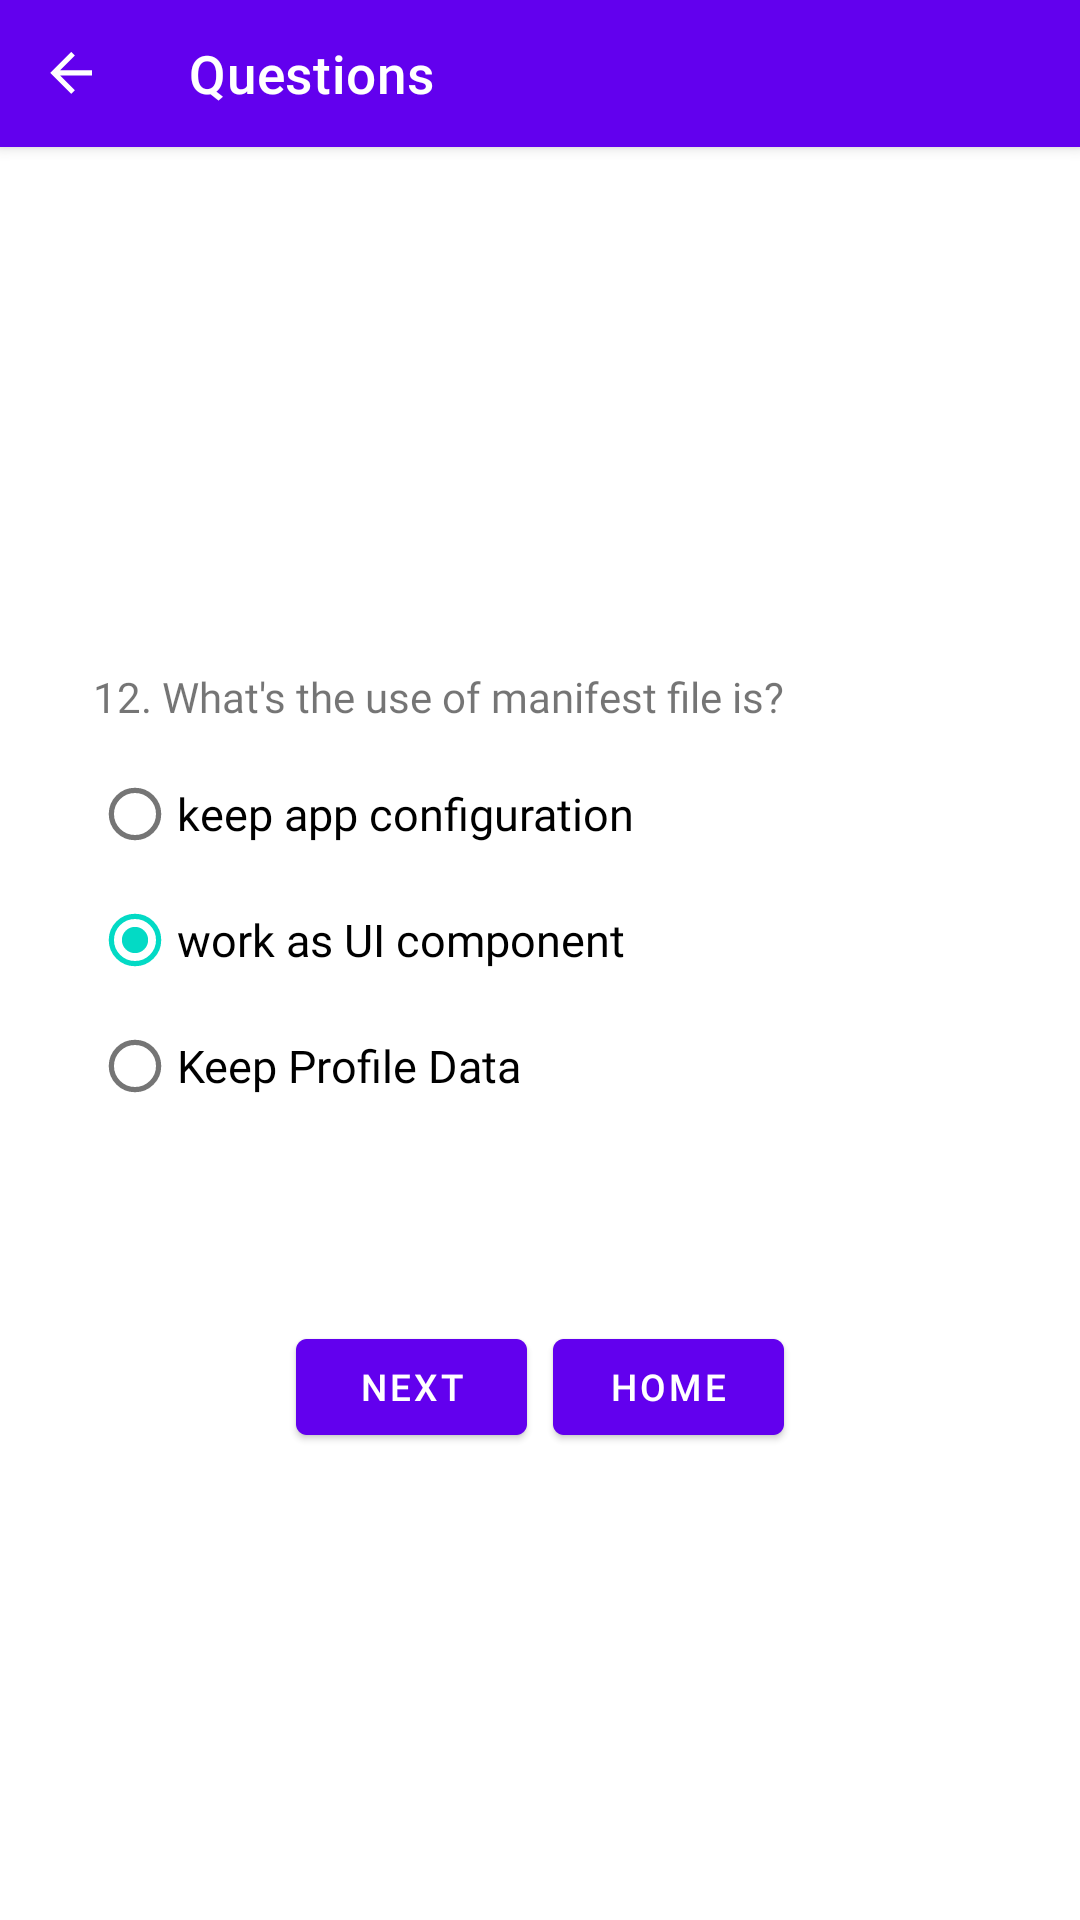 Questions
12. What's the use of manifest file is?
keep app configuration
work as UI component
Keep Profile Data
NEXT HOME